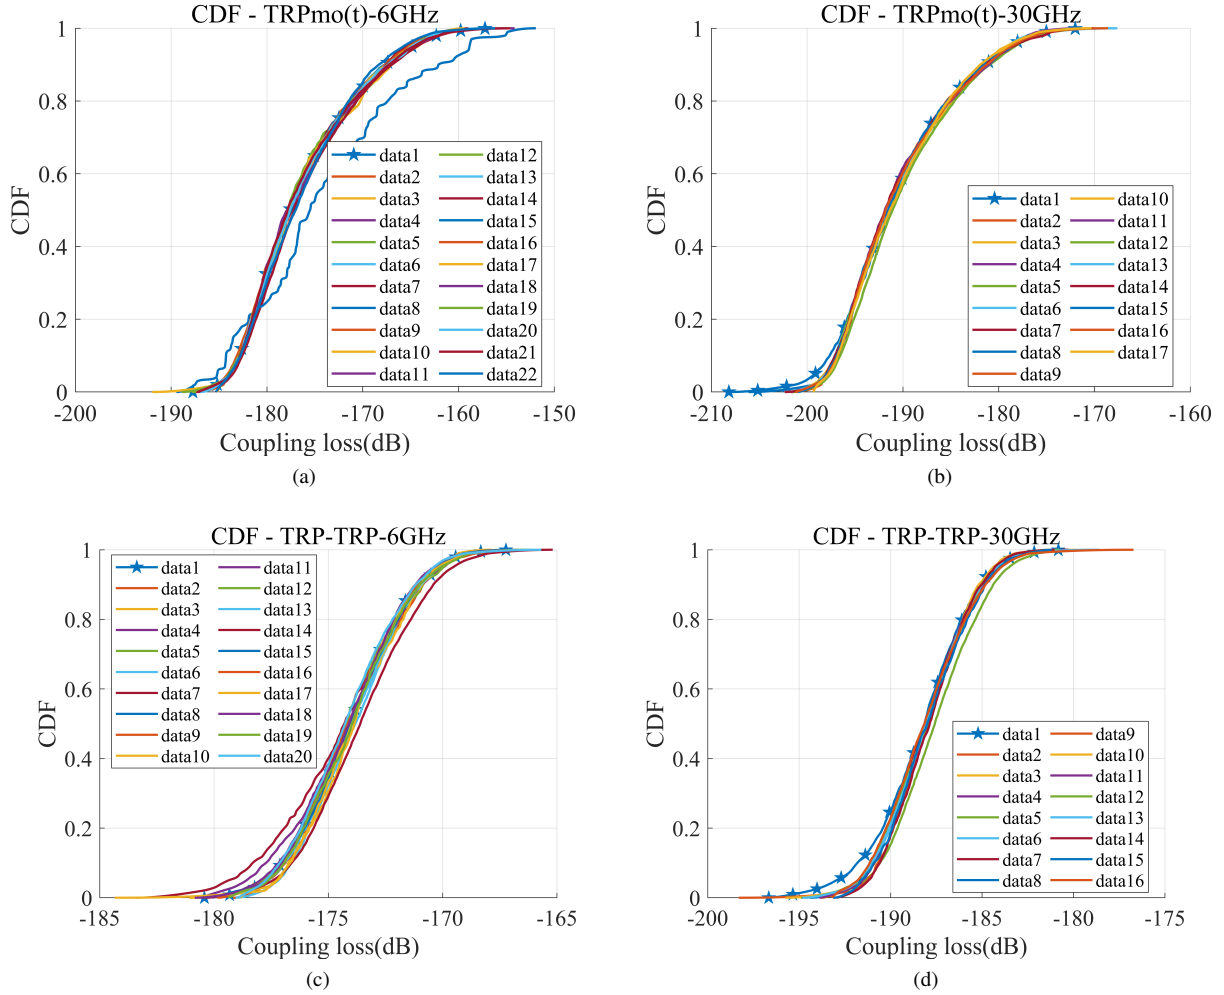 CDF - TRPmo(t)-6GHz
1
0.8
0.6
0.4
0.2
0
CDF
-200
-190
-180
-170
-160
-150
Coupling loss(dB)
data1 data12
data2 data13
data3 data14
data4 data15
data5 data16
data6 data17
data7 data18
data8 data19
data9 data20
data10 data21
data11 data22
(a)
CDF - TRPmo(t)-30GHz
1
0.8
0.6
0.4
0.2
0
CDF
-210
-200
-190
-180
-170
-160
Coupling loss(dB)
data1 data10
data2 data11
data3 data12
data4 data13
data5 data14
data6 data15
data7 data16
data8 data17
data9
(b)
CDF - TRP-TRP-6GHz
1
0.8
0.6
0.4
0.2
0
CDF
-185
-180
-175
-170
-165
Coupling loss(dB)
data1 data11
data2 data12
data3 data13
data4 data14
data5 data15
data6 data16
data7 data17
data8 data18
data9 data19
data10 data20
(c)
CDF - TRP-TRP-30GHz
1
0.8
0.6
0.4
0.2
0
CDF
-200
-195
-190
-185
-180
-175
Coupling loss(dB)
data1 data9
data2 data10
data3 data11
data4 data12
data5 data13
data6 data14
data7 data15
data8 data16
(d)